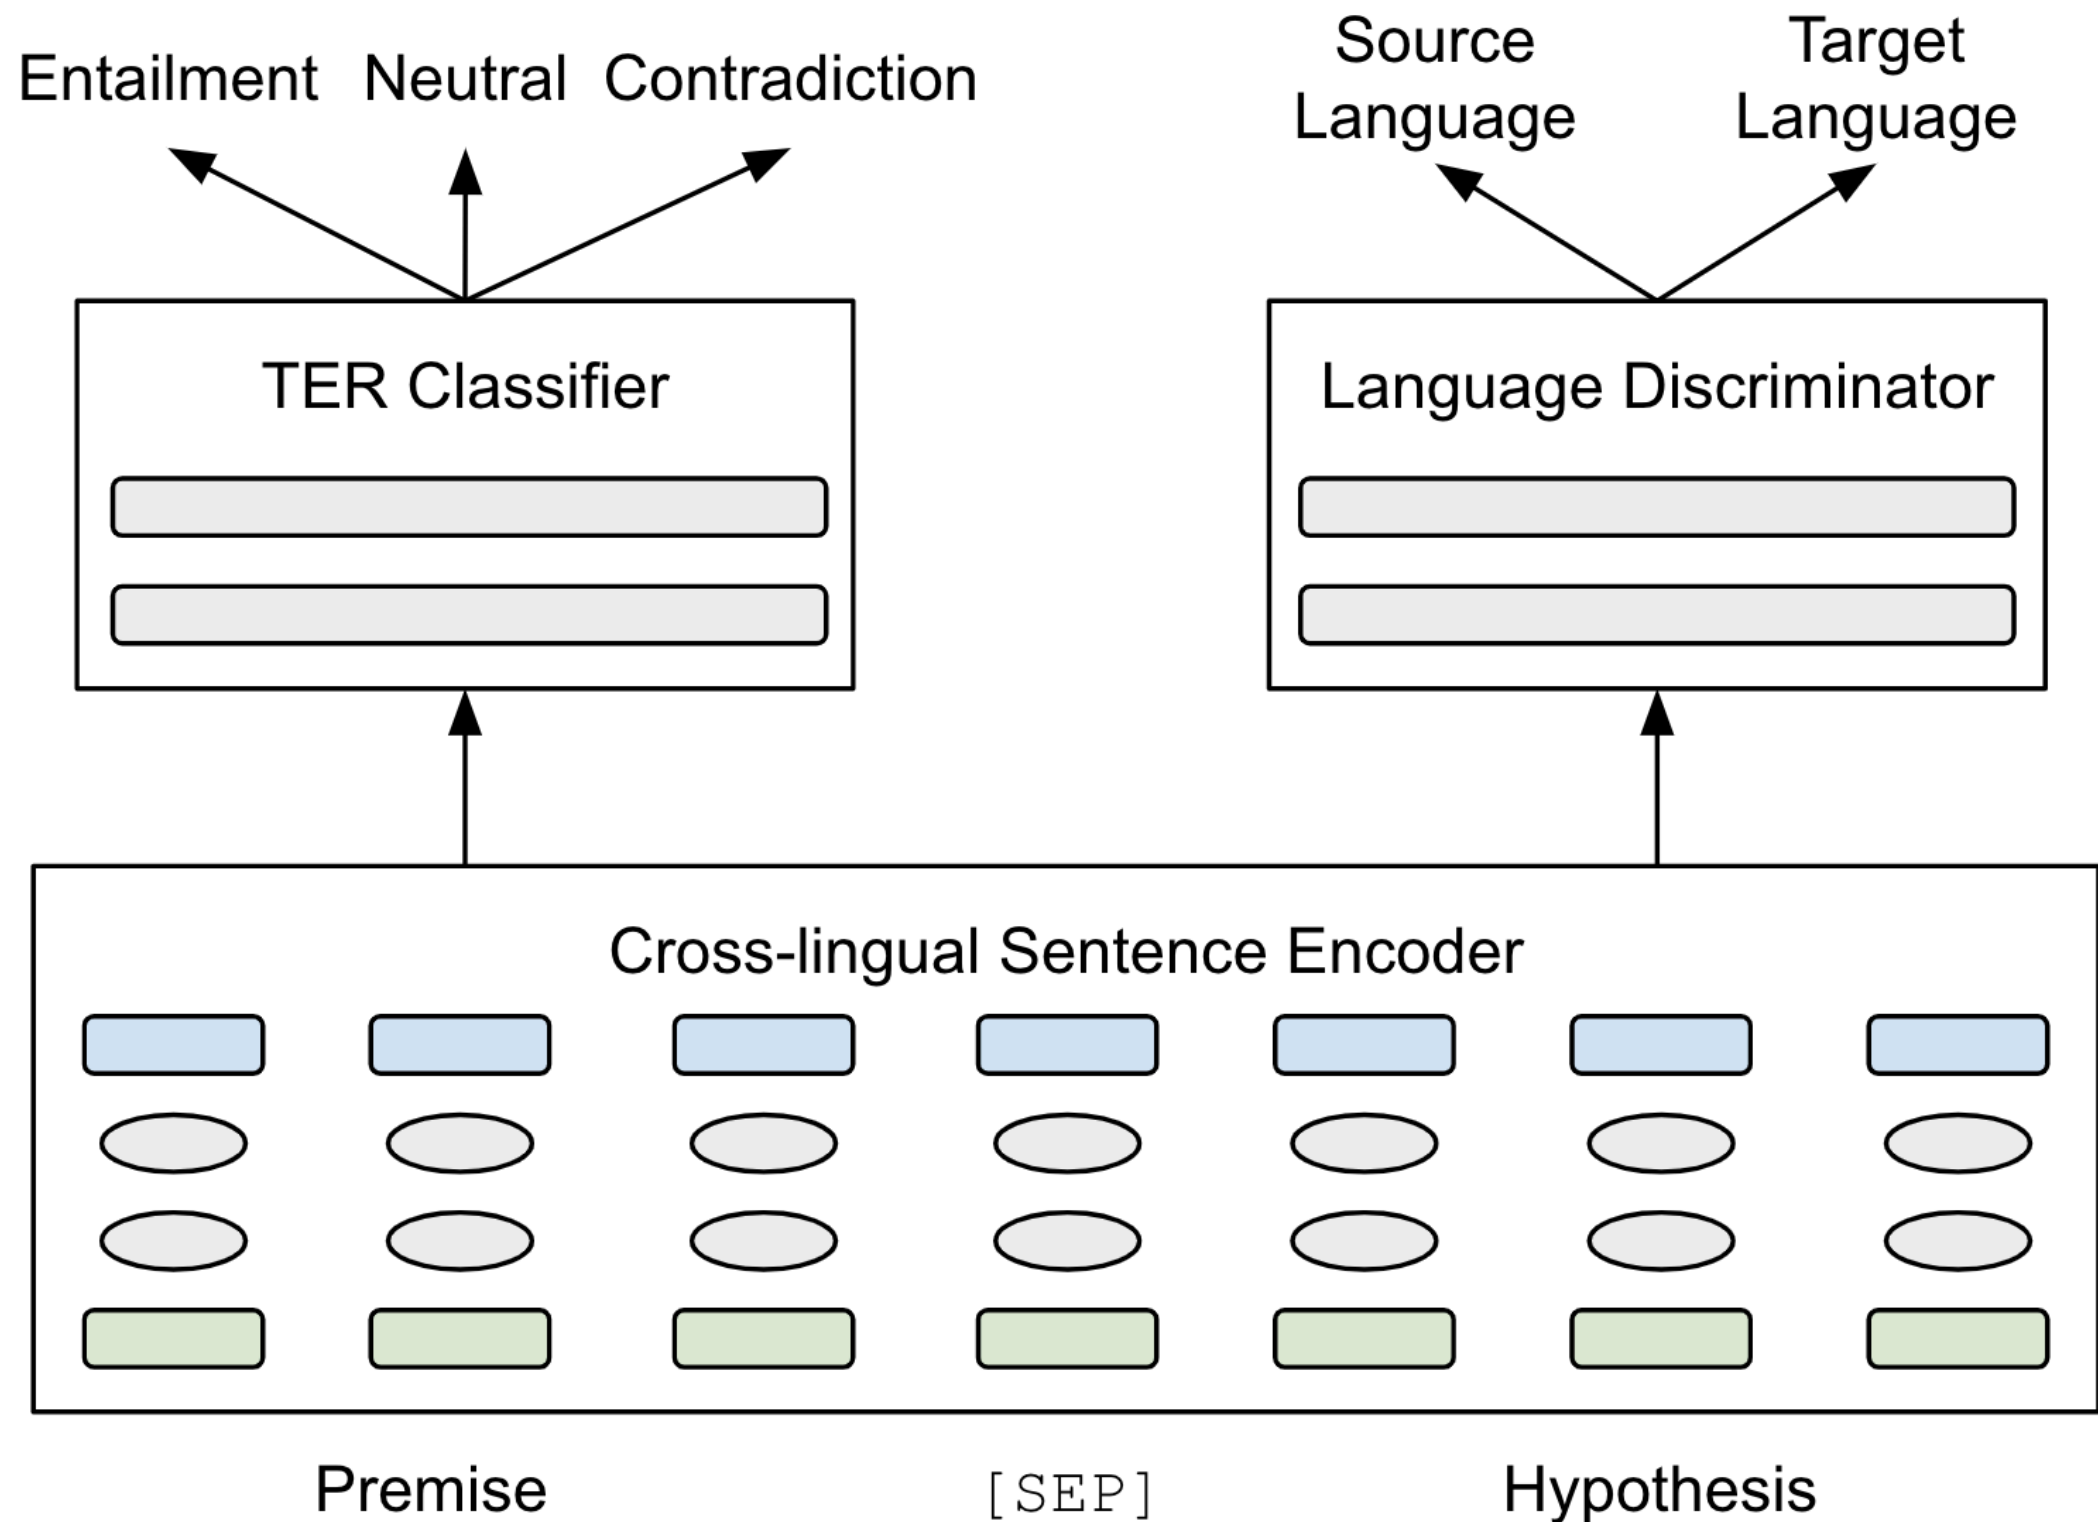 Entailment Neutral Contradiction
Source
Language
Target
Language
TER Classifier
Language Discriminator
Cross-lingual Sentence Encoder
Premise [SEP] Hypothesis